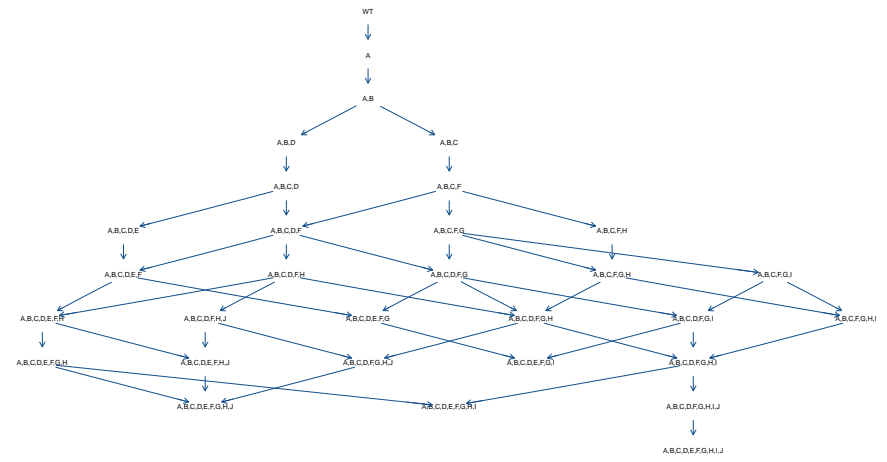 WT
A
A,B
A,B,D
A,B,C
A,B,C,D
A,B,C,F
A,B,C,D,E
A,B,C,D,F
A,B,C,F,G
A,B,C,F,H
A,B,C,D,E,F
A,B,C,D,F,H
A,B,C,D,F,G
A,B,C,F,G,H
A,B,C,F,G,I
A,B,C,D,E,F,H
A,B,C,D,F,H,J
A,B,C,D,E,F,G
A,B,C,D,F,G,H
A,B,C,D,F,G,I
A,B,C,F,G,H,I
A,B,C,D,E,F,G,H
A,B,C,D,E,F,H,J
A,B,C,D,F,G,H,J
A,B,C,D,E,F,G,I
A,B,C,D,F,G,H,I
A,B,C,D,E,F,G,H,J
A,B,C,D,E,F,G,H,I
A,B,C,D,F,G,H,I,J
A,B,C,D,E,F,G,H,I,J